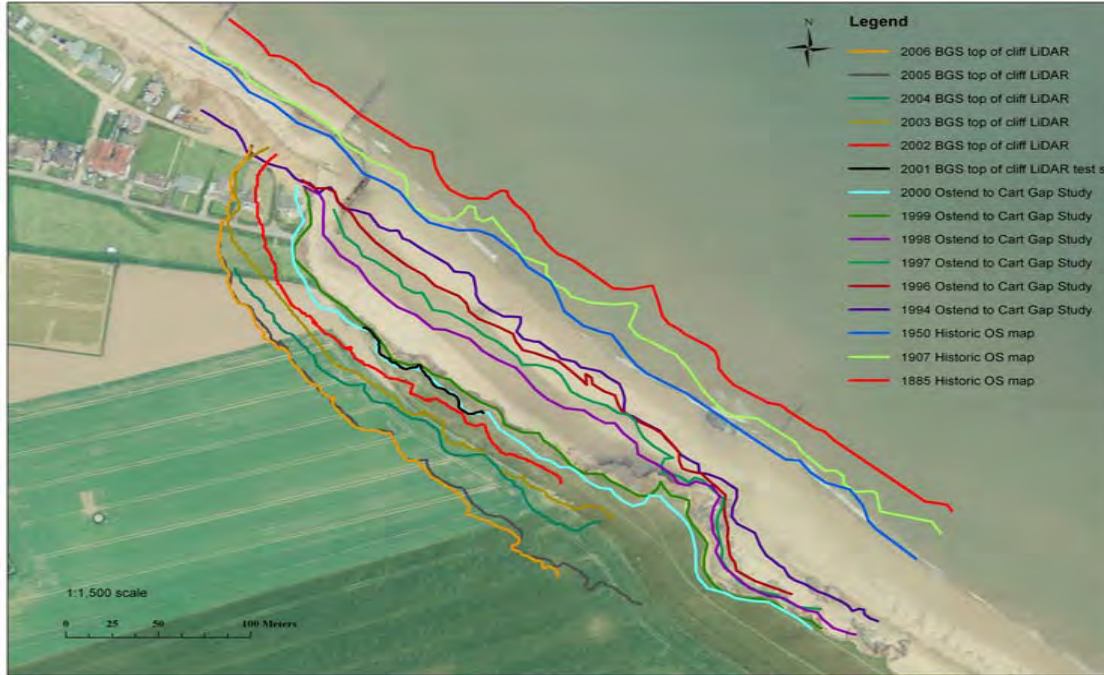 N
Legend
2006 BGS top of cliff LiDAR
2005 BGS top of cliff LiDAR
2004 BGS top of cliff LiDAR
2003 BGS top of cliff LiDAR
2002 BGS top of cliff LiDAR
2001 BGS top of cliff LiDAR test s
2000 Ostend to Cart Gap Study
1999 Ostend to Cart Gap Study
1998 Ostend to Cart Gap Study
1997 Ostend to Cart Gap Study
1996 Ostend to Cart Gap Study
1994 Ostend to Cart Gap Study
1950 Historic OS map
1907 Historic OS map
1885 Historic OS map
1:1,500 scale
0 25 50 100 Meters